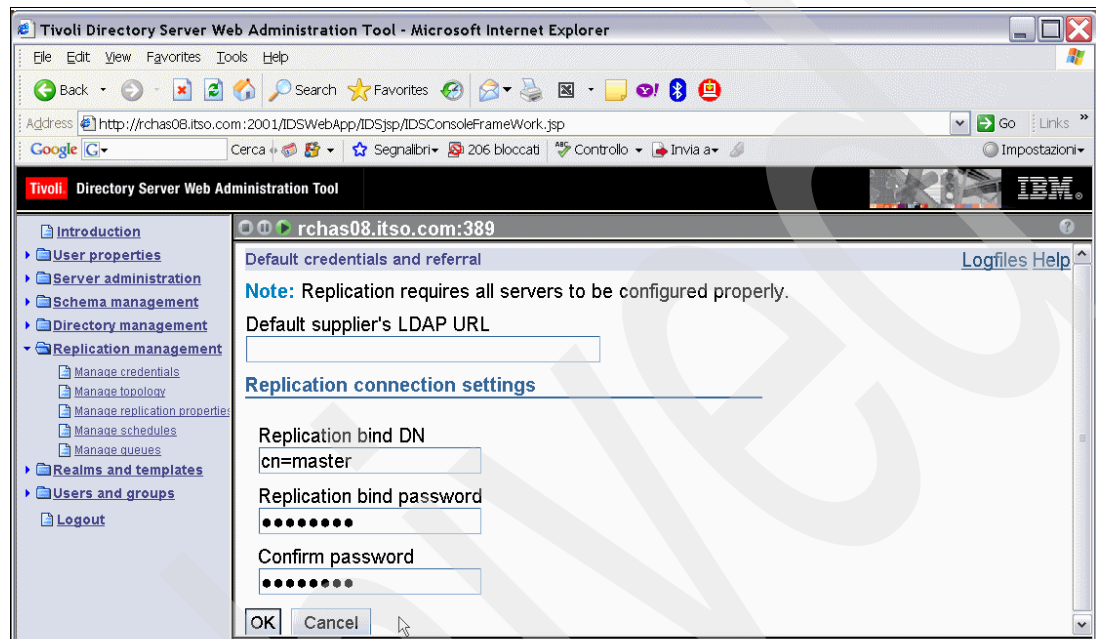 Tivoli Directory Server Web Administration Tool - Microsoft Internet Explorer
File Edit View Favorites Tools Help
Back Search Favorites
Address http://rchas08.itso.com:2001/IDSWebApp/IDSjsp/IDSConsoleFrameWork.jsp Go Links »
Google G Cerca Segnalibri 206 bloccati ABC Controllo Invia a Impostazioni
Tivoli. Directory Server Web Administration Tool IBM®
Introduction
User properties
Server administration
Schema management
Directory management
Replication management
Manage credentials
Manage topology
Manage replication properties
Manage schedules
Manage queues
Realms and templates
Users and groups
Logout
rchas08.itso.com:389 ?
Default credentials and referral Logfiles Help
Note: Replication requires all servers to be configured properly.
Default supplier's LDAP URL
Replication connection settings
Replication bind DN
cn=master
Replication bind password
●●●●●●●●
Confirm password
●●●●●●●●
OK Cancel